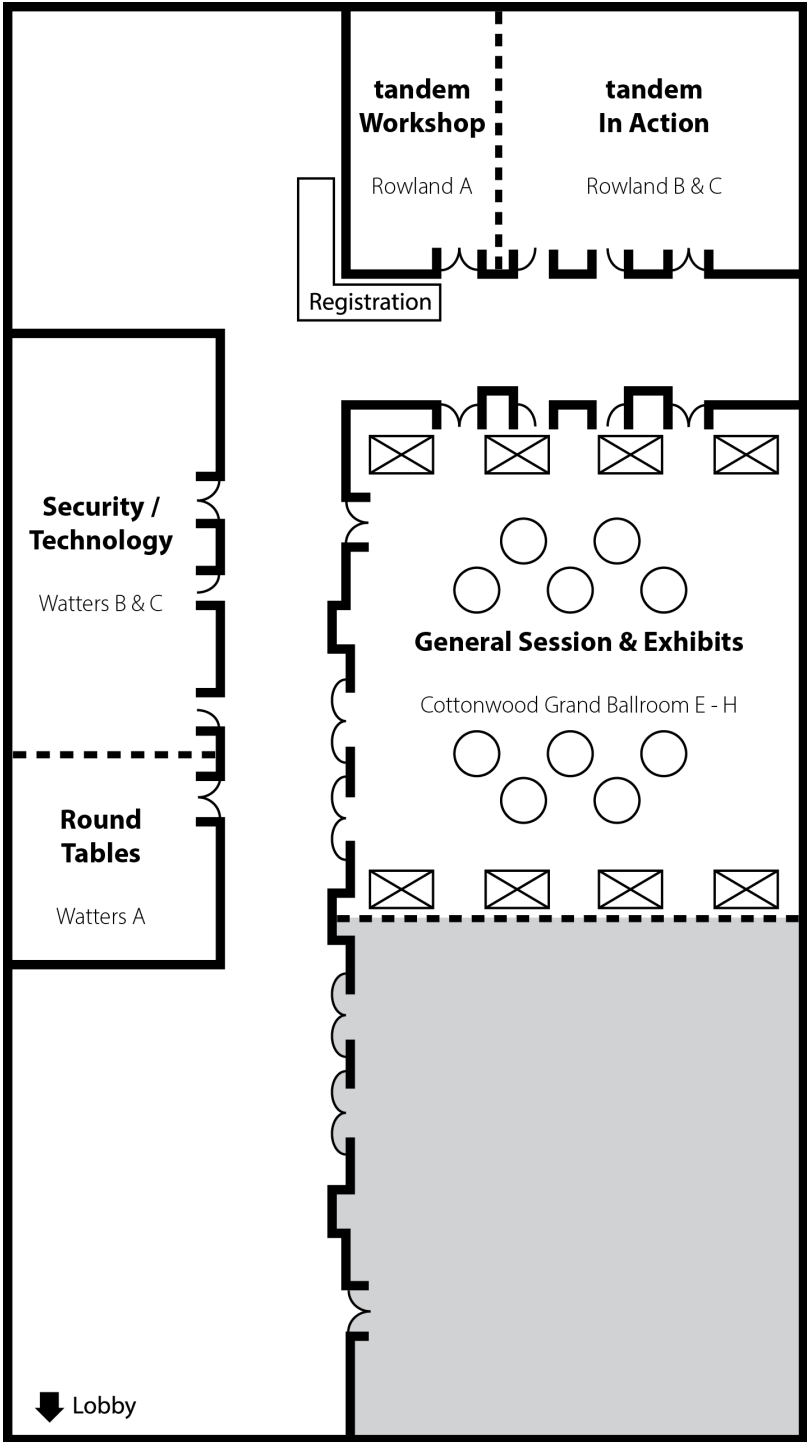 tandem
Workshop
Rowland A
tandem
In Action
Rowland B & C
Registration
Security /
Technology
Watters B & C
General Session & Exhibits
Cottonwood Grand Ballroom E - H
Round
Tables
Watters A
Lobby